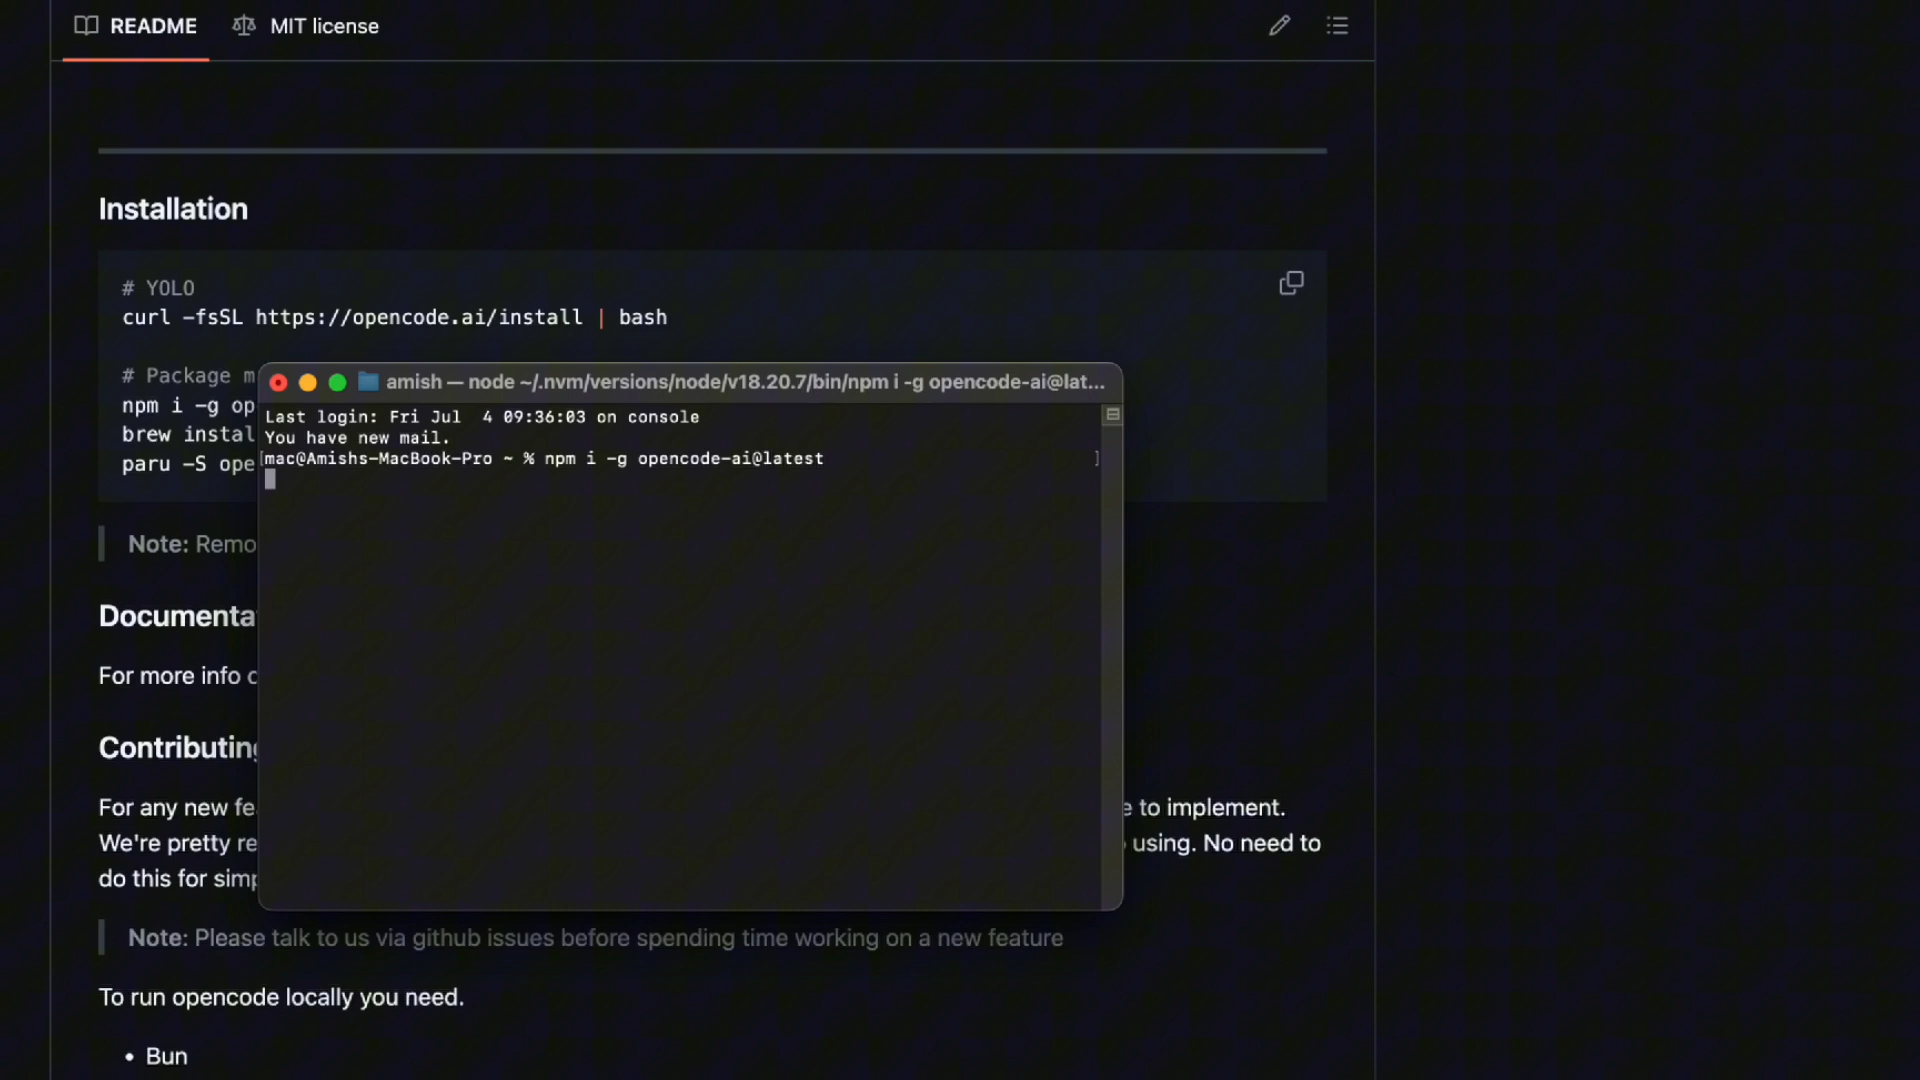 README
MIT license
Installation
# YOLO
curl -fsSL https://opencode.ai/install | bash
# Package m
npm i -g op
brew instal
paru -S ope
amish — node ~/.nvm/versions/node/v18.20.7/bin/npm i -g opencode-ai@lat...
Last login: Fri Jul  4 09:36:03 on console
You have new mail.
[mac@Amishs-MacBook-Pro ~ % npm i -g opencode-ai@latest ]
Note: Remo
Documenta
For more info
Contributing
For any new fe e to implement.
We're pretty re using. No need to
do this for simp
Note: Please talk to us via github issues before spending time working on a new feature
To run opencode locally you need.
• Bun